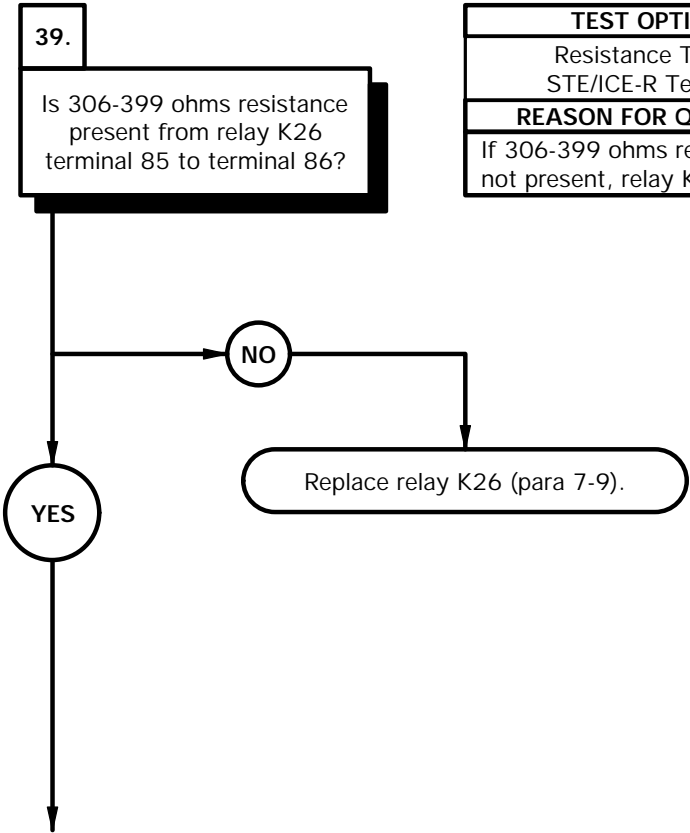 39.
Is 306-399 ohms resistance
present from relay K26
terminal 85 to terminal 86?
TEST OPTI
Resistance T
STE/ICE-R Te
REASON FOR Q
If 306-399 ohms re
not present, relay K
NO
Replace relay K26 (para 7-9).
YES